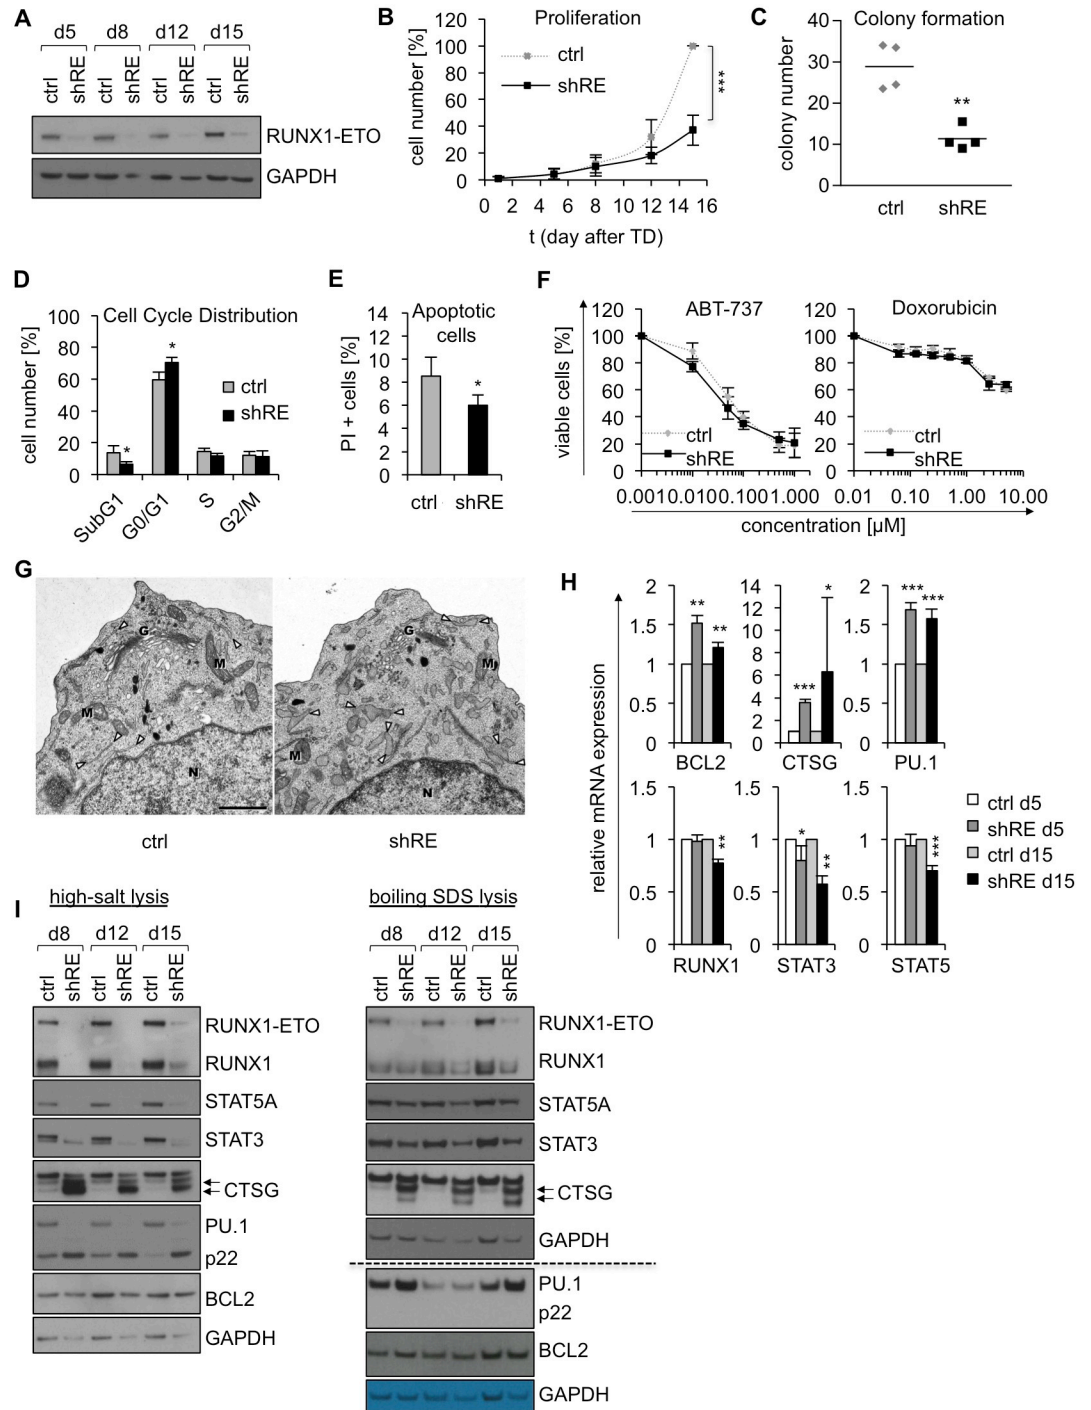 A
d5 d8 d12 d15
ctrl shRE ctrl shRE ctrl shRE ctrl shRE
RUNX1-ETO
GAPDH
B
Proliferation
cell number [%]
120
100
80
60
40
20
0
ctrl
shRE
***
0 2 4 6 8 10 12 14 16
t (day after TD)
C
Colony formation
colony number
40
30
20
10
0
**
ctrl shRE
D
Cell Cycle Distribution
cell number [%]
100
80
60
40
20
0
*
*
ctrl
shRE
SubG1 G0/G1 S G2/M
E
Apoptotic
cells
PI + cells [%]
14
12
10
8
6
4
2
0
*
ctrl shRE
F
viable cells [%]
ABT-737
120
100
80
60
40
20
0
ctrl
shRE
0.001 0.010 0.100 1.000
Doxorubicin
120
100
80
60
40
20
0
ctrl
shRE
0.01 0.10 1.00 10.00
concentration [µM]
G
G M M N
G M M N
ctrl shRE
H
relative mRNA expression
2
1
0
** **
BCL2
14
12
10
8
6
4
2
0
*** *
CTSG
2
1.5
1
0.5
0
*** ***
PU.1
1.5
1
0.5
0
**
RUNX1
1.5
1
0.5
0
* **
STAT3
1.5
1
0.5
0
***
STAT5
ctrl d5
shRE d5
ctrl d15
shRE d15
I
high-salt lysis
d8 d12 d15
ctrl shRE ctrl shRE ctrl shRE
RUNX1-ETO
RUNX1
STAT5A
STAT3
CTSG
PU.1
p22
BCL2
GAPDH
boiling SDS lysis
d8 d12 d15
ctrl shRE ctrl shRE ctrl shRE
RUNX1-ETO
RUNX1
STAT5A
STAT3
CTSG
GAPDH
PU.1
p22
BCL2
GAPDH